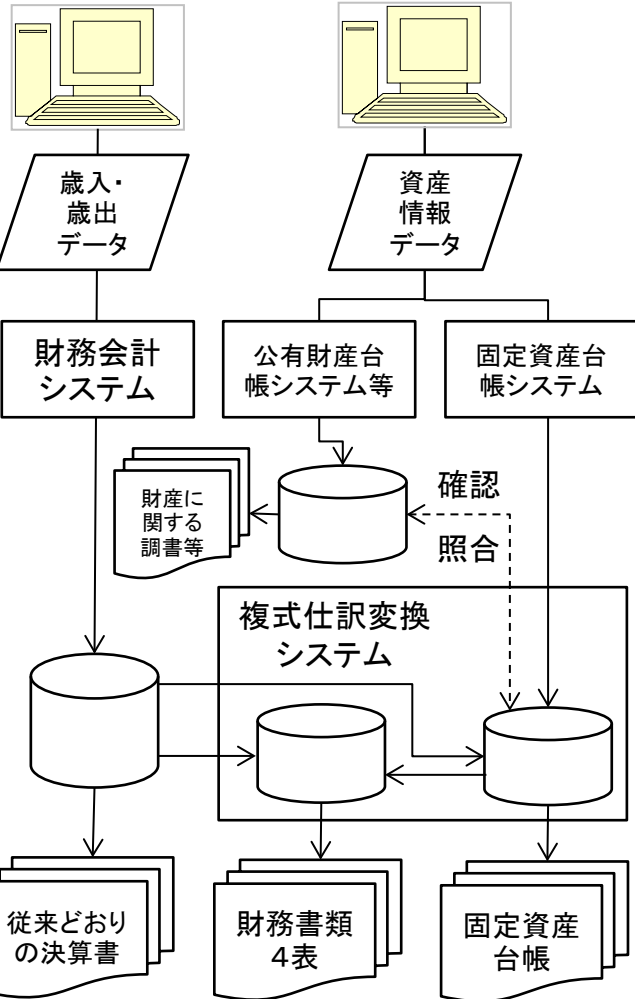 歳入・
歳出
データ
資産
情報
データ
財務会計
システム
公有財産台
帳システム等
固定資産台
帳システム
財産に
関する
調書等
確認
照合
複式仕訳変換
システム
従来どおり
の決算書
財務書類
４表
固定資産
台帳